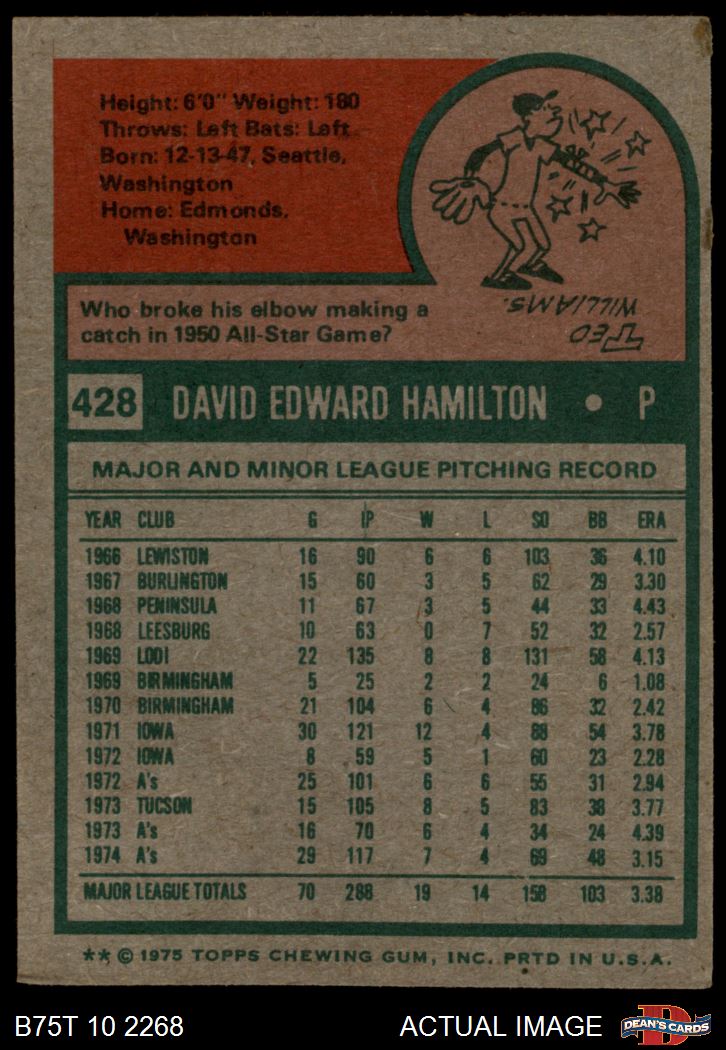 Height: 6'0" Weight: 180
Throws: Left Bats: Left
Born: 12-13-47, Seattle,
Washington
Home: Edmonds,
Washington
Who broke his elbow making a
catch in 1950 All-Star Game?
TED
WILLIAMS.
428 DAVID EDWARD HAMILTON • P
MAJOR AND MINOR LEAGUE PITCHING RECORD
YEAR CLUB G IP W L SO BB ERA
1966 LEWISTON 16 90 6 6 103 36 4.10
1967 BURLINGTON 15 60 3 5 62 29 3.30
1968 PENINSULA 11 67 3 5 44 33 4.43
1968 LEESBURG 10 63 0 7 52 32 2.57
1969 LODI 22 135 8 8 131 58 4.13
1969 BIRMINGHAM 5 25 2 2 24 6 1.08
1970 BIRMINGHAM 21 104 6 4 86 32 2.42
1971 IOWA 30 121 12 4 88 54 3.78
1972 IOWA 8 59 5 1 60 23 2.28
1972 A's 25 101 6 6 55 31 2.94
1973 TUCSON 15 105 8 5 83 38 3.77
1973 A's 16 70 6 4 34 24 4.39
1974 A's 29 117 7 4 69 48 3.15
MAJOR LEAGUE TOTALS 70 288 19 14 158 103 3.38
** © 1975 TOPPS CHEWING GUM, INC. PRTD IN U.S.A.
B75T 10 2268 ACTUAL IMAGE
D
DEAN'S CARDS